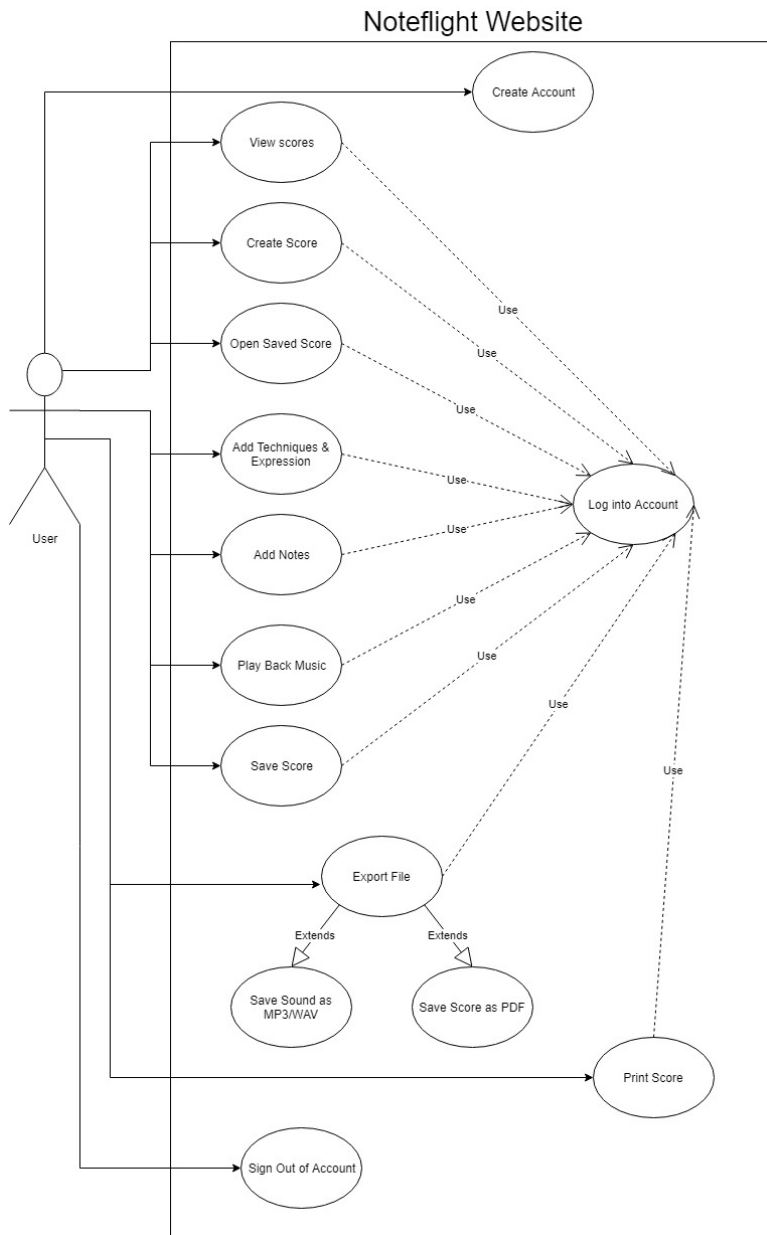 Noteflight Website
Create Account
View scores
Create Score
Use
Open Saved Score
Use
Use
Add Techniques &
Expression
Use
Log into Account
User
Add Notes
Use
Play Back Music
Use
Save Score
Use
Use
Use
Export File
Extends
Extends
Save Sound as
MP3/WAV
Save Score as PDF
Print Score
Sign Out of Account